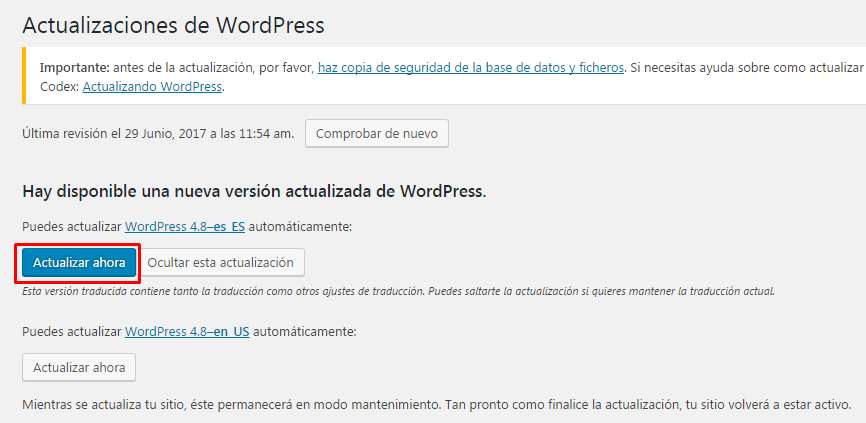 Actualizaciones de WordPress
Importante: antes de la actualización, por favor, haz copia de seguridad de la base de datos y ficheros. Si necesitas ayuda sobre como actualizar
Codex: Actualizando WordPress.
Última revisión el 29 Junio, 2017 a las 11:54 am. Comprobar de nuevo
Hay disponible una nueva versión actualizada de WordPress.
Puedes actualizar WordPress 4.8–es_ES automáticamente:
Actualizar ahora Ocultar esta actualización
Esta versión traducida contiene tanto la traducción como otros ajustes de traducción. Puedes saltarte la actualización si quieres mantener la traducción actual.
Puedes actualizar WordPress 4.8–en_US automáticamente:
Actualizar ahora
Mientras se actualiza tu sitio, éste permanecerá en modo mantenimiento. Tan pronto como finalice la actualización, tu sitio volverá a estar activo.